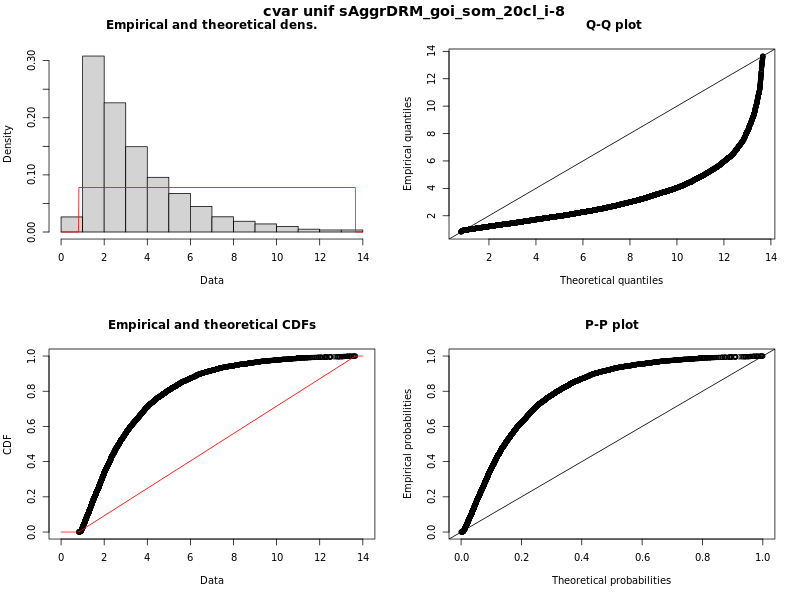 cvar unif sAggrDRM_goi_som_20cl_i-8
Empirical and theoretical dens.
Density
0.00 0.10 0.20 0.30
0 2 4 6 8 10 12 14
Data
Q-Q plot
Empirical quantiles
2 4 6 8 10 12 14
2 4 6 8 10 12 14
Theoretical quantiles
Empirical and theoretical CDFs
CDF
0.0 0.2 0.4 0.6 0.8 1.0
0 2 4 6 8 10 12 14
Data
P-P plot
Empirical probabilities
0.0 0.2 0.4 0.6 0.8 1.0
0.0 0.2 0.4 0.6 0.8 1.0
Theoretical probabilities